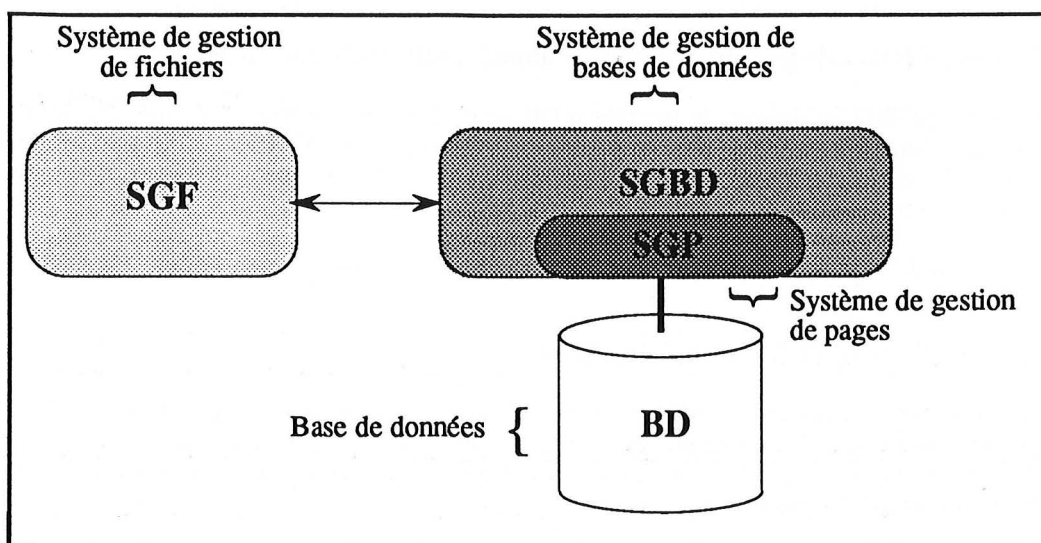 Système de gestion
de fichiers
Système de gestion de
bases de données
SGF
SGBD
SGP
Système de gestion
de pages
Base de données
BD